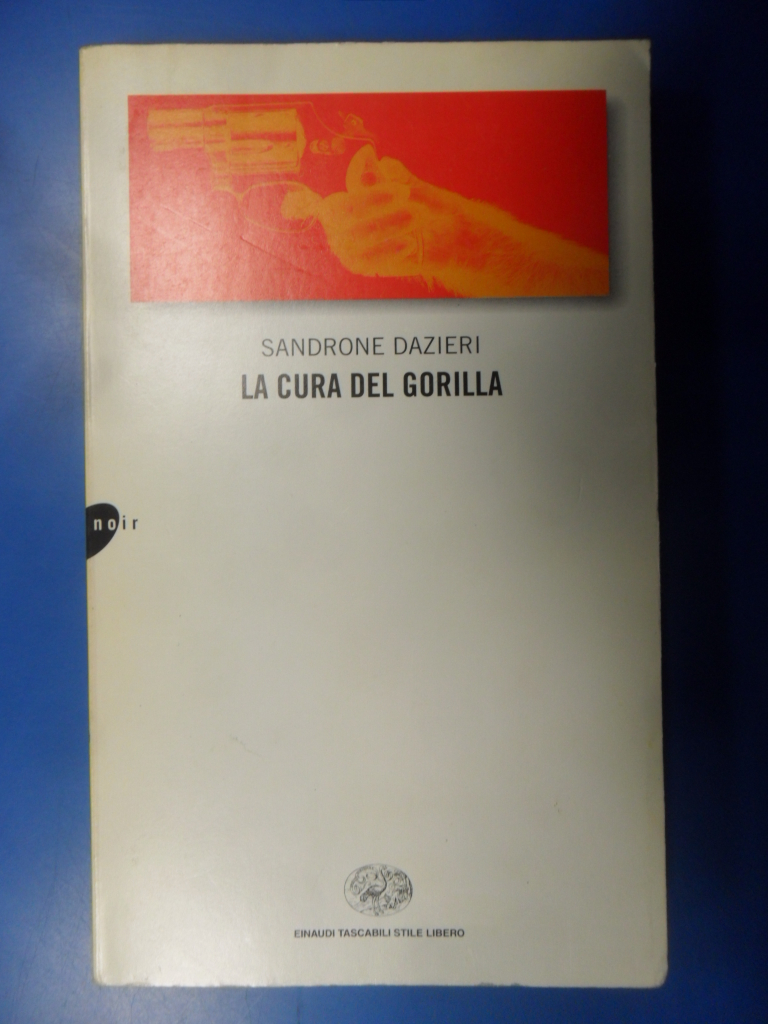 SANDRONE DAZIERI
LA CURA DEL GORILLA
noir
EINAUDI TASCABILI STILE LIBERO